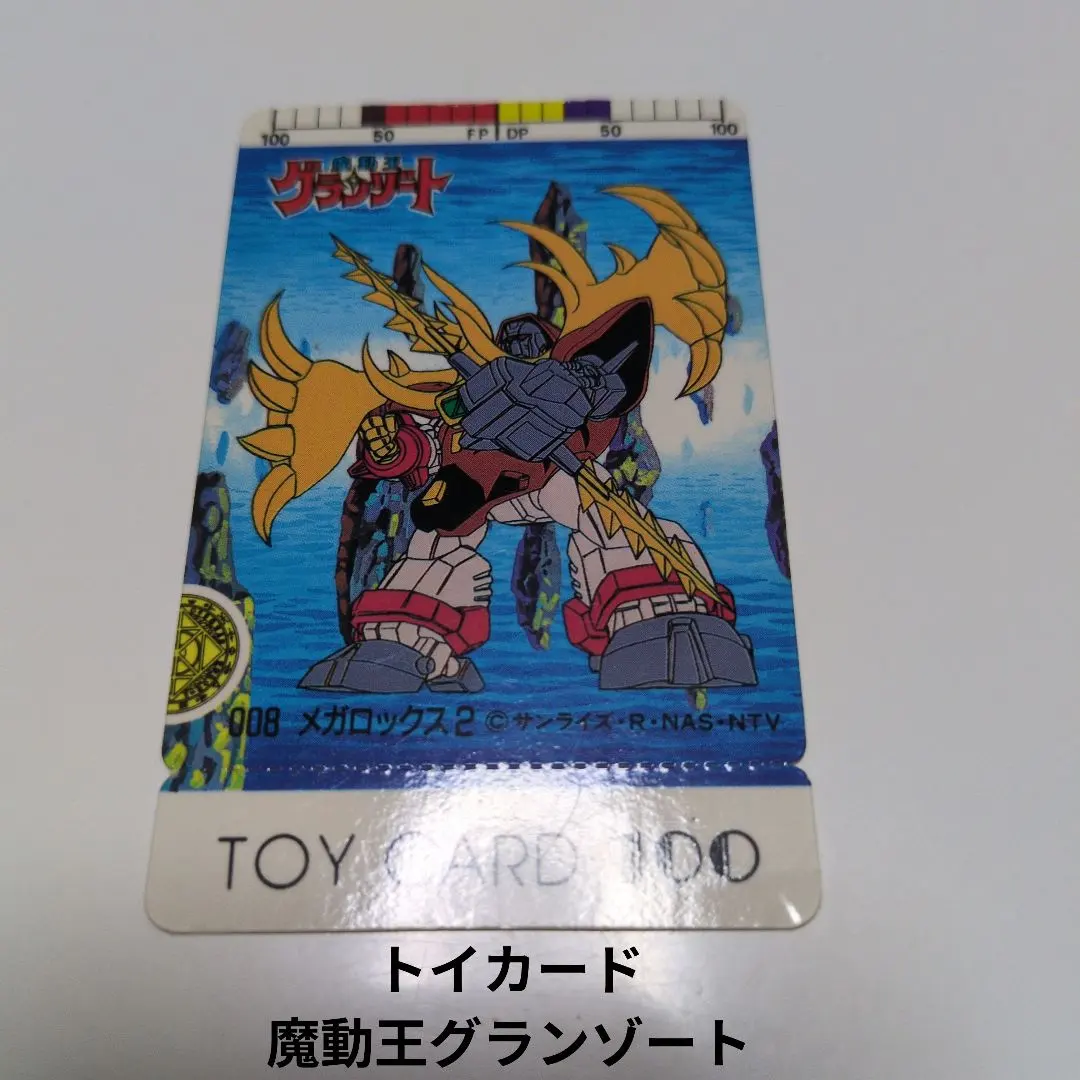 100 50 FP DP 50 100
魔動王
グランゾート
008 メガロックス2 ©サンライズ・R・NAS・NTV
TOY CARD 100
トイカード
魔動王グランゾート